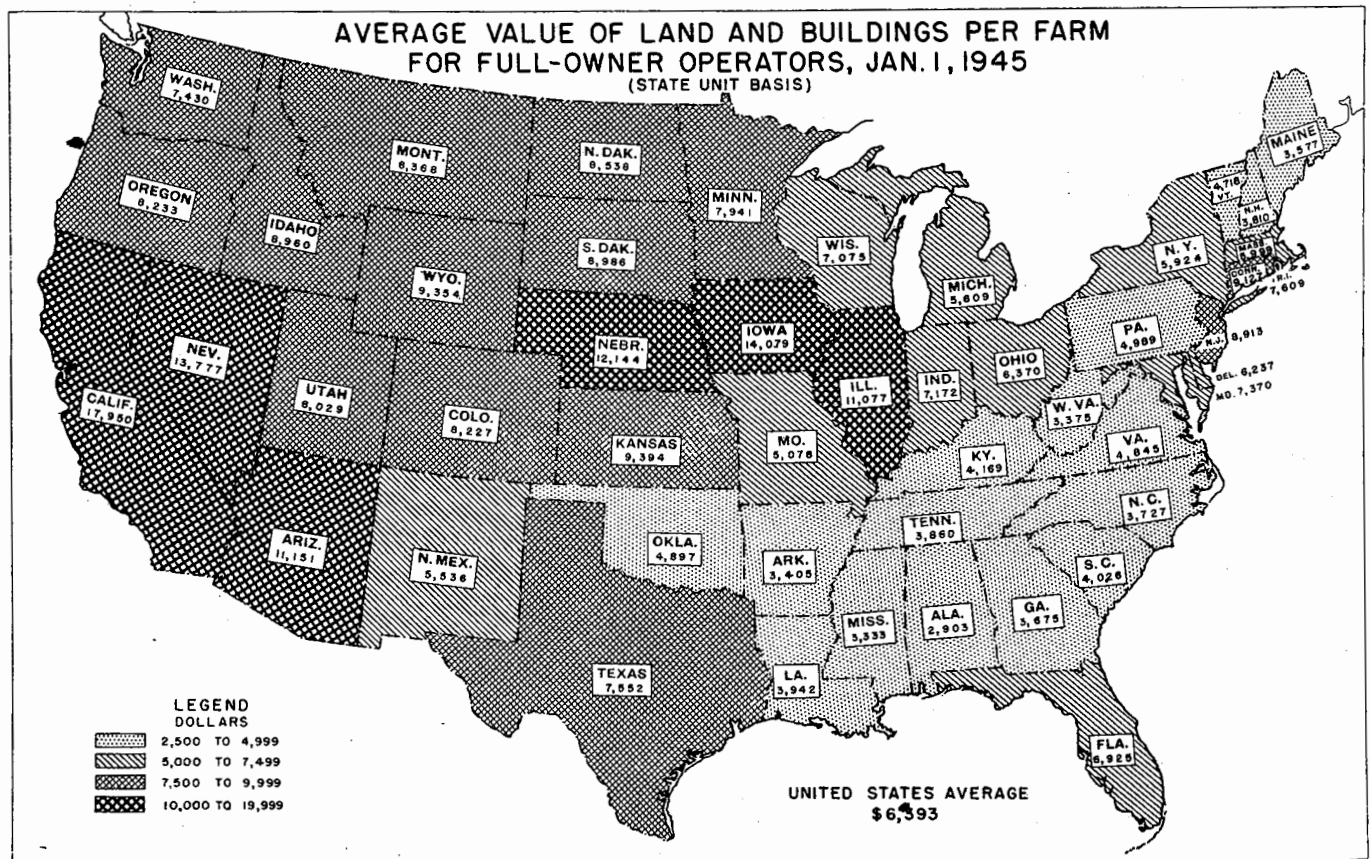 AVERAGE VALUE OF LAND AND BUILDINGS PER FARM
FOR FULL-OWNER OPERATORS, JAN. 1, 1945
(STATE UNIT BASIS)
WASH.
7,430
MONT.
8,368
N. DAK.
8,538
MINN.
7,941
MAINE
3,577
OREGON
8,233
IDAHO
8,960
WYO.
9,354
S. DAK.
8,986
WIS.
7,075
MICH.
5,609
N. Y.
5,924
4,718
VT.
N.H.
3,810
MASS.
CONN.
R.I.
7,609
NEV.
13,777
CALIF.
17,950
UTAH
8,029
COLO.
8,227
NEBR.
12,144
IOWA
14,079
ILL.
11,077
IND.
7,172
OHIO
6,370
PA.
4,989
N.J. 8,913
DEL. 6,237
MD. 7,370
KANSAS
9,394
MO.
5,078
KY.
4,169
W. VA.
3,375
VA.
4,845
N. C.
3,727
TENN.
3,860
S. C.
4,026
ARIZ.
11,151
N. MEX.
5,536
OKLA.
4,897
ARK.
3,405
MISS.
3,333
ALA.
2,903
GA.
3,675
TEXAS
7,552
LA.
3,942
FLA.
6,925
LEGEND
DOLLARS
2,500 TO 4,999
5,000 TO 7,499
7,500 TO 9,999
10,000 TO 19,999
UNITED STATES AVERAGE
$6,393